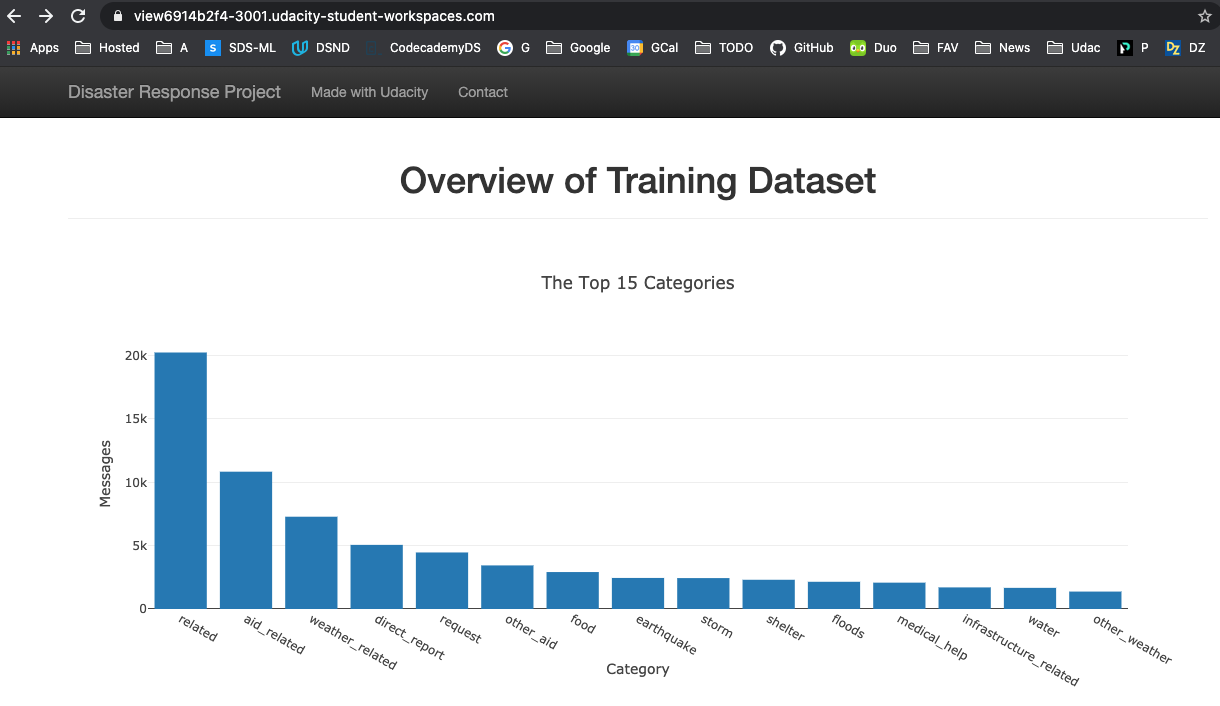 view6914b2f4-3001.udacity-student-workspaces.com
Apps Hosted A S SDS-ML DSND CodecademyDS G G Google 30 GCal TODO GitHub Duo FAV News Udac P DZ DZ
Disaster Response Project Made with Udacity Contact
Overview of Training Dataset
The Top 15 Categories
20k
15k
10k
5k
0
Messages
related aid_related weather_related direct_report request other_aid food earthquake storm shelter floods medical_help infrastructure_related water other_weather
Category